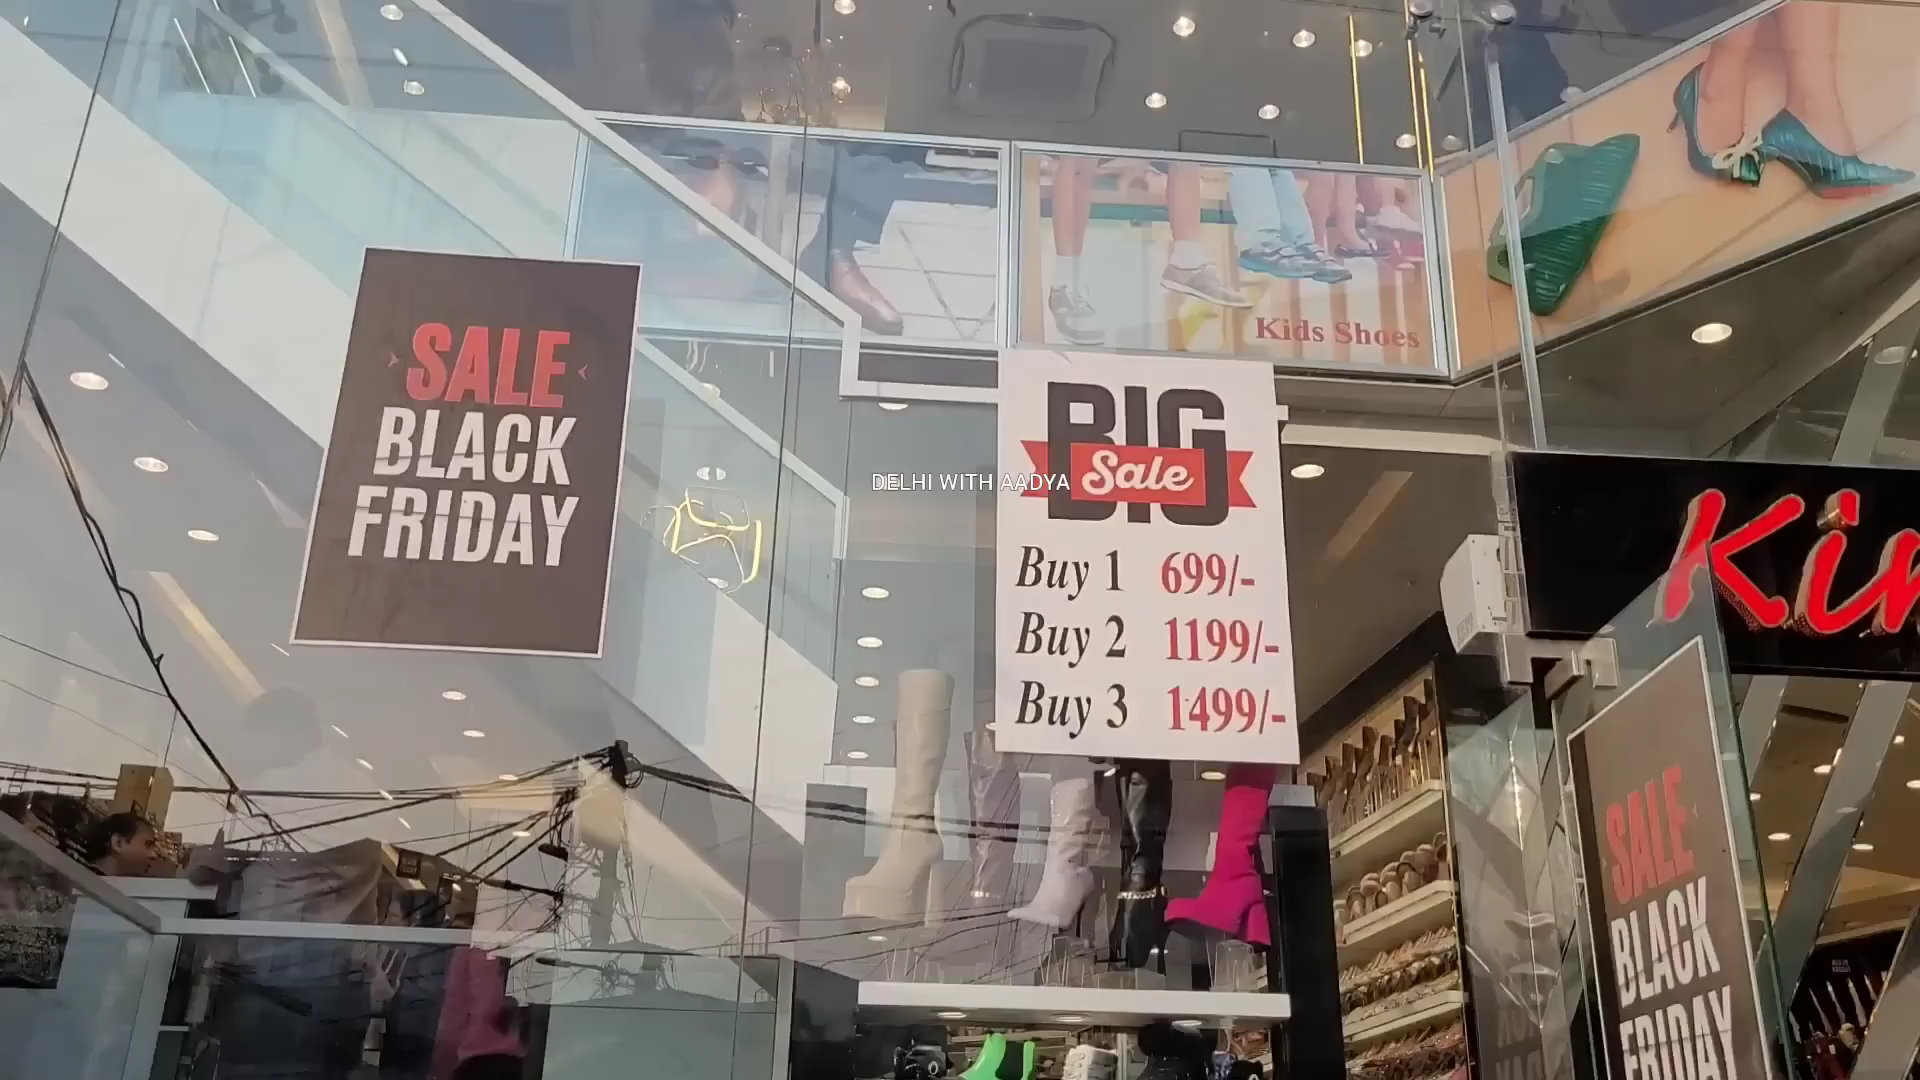 SALE
BLACK
FRIDAY
Kids Shoes
BIG
Sale
DELHI WITH AADYA
Buy 1 699/-
Buy 2 1199/-
Buy 3 1499/-
SALE
BLACK
FRIDAY